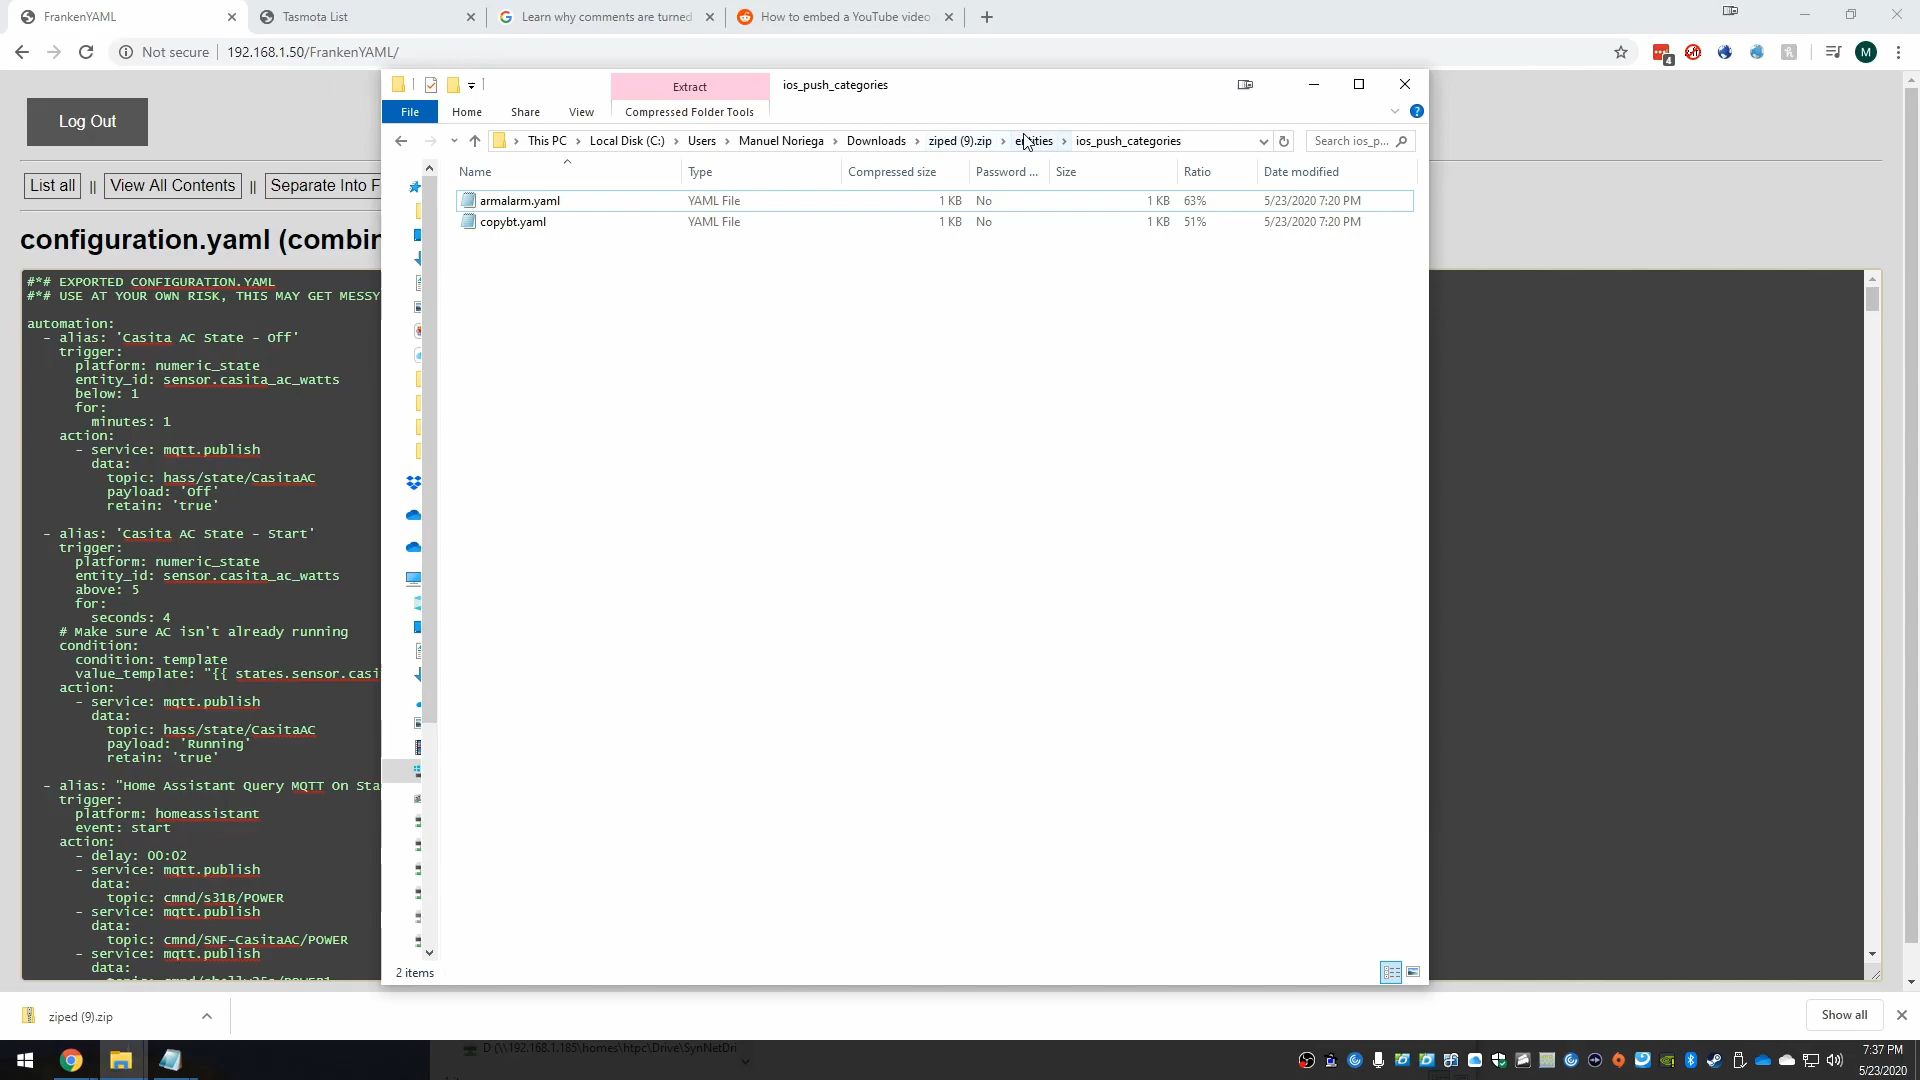 FrankenYAML
Tasmota List
Learn why comments are turned
How to embed a YouTube video
Not secure
192.168.1.50/FrankenYAML/
4
M
Log Out
List all || View All Contents || Separate Into F
configuration.yaml (combin
#*# EXPORTED CONFIGURATION.YAML
#*# USE AT YOUR OWN RISK, THIS MAY GET MESSY
automation:
- alias: 'Casita AC State - Off'
trigger:
platform: numeric_state
entity_id: sensor.casita_ac_watts
below: 1
for:
minutes: 1
action:
- service: mqtt.publish
data:
topic: hass/state/CasitaAC
payload: 'Off'
retain: 'true'
- alias: 'Casita AC State - Start'
trigger:
platform: numeric_state
entity_id: sensor.casita_ac_watts
above: 5
for:
seconds: 4
# Make sure AC isn't already running
condition:
condition: template
value_template: "{{ states.sensor.casi
action:
- service: mqtt.publish
data:
topic: hass/state/CasitaAC
payload: 'Running'
retain: 'true'
- alias: "Home Assistant Query MQTT On Sta
trigger:
platform: homeassistant
event: start
action:
- delay: 00:02
- service: mqtt.publish
data:
topic: cmnd/s31B/POWER
- service: mqtt.publish
data:
topic: cmnd/SNF-CasitaAC/POWER
- service: mqtt.publish
data:
Extract
ios_push_categories
File Home Share View Compressed Folder Tools
This PC › Local Disk (C:) › Users › Manuel Noriega › Downloads › ziped (9).zip › entities › ios_push_categories
Search ios_p...
Name Type Compressed size Password ... Size Ratio Date modified
armalarm.yaml YAML File 1 KB No 1 KB 63% 5/23/2020 7:20 PM
copybt.yaml YAML File 1 KB No 1 KB 51% 5/23/2020 7:20 PM
2 items
ziped (9).zip
Show all
D (\\192.168.1.185\homes\htpc\Drive\SynNetDri
7:37 PM
5/23/2020